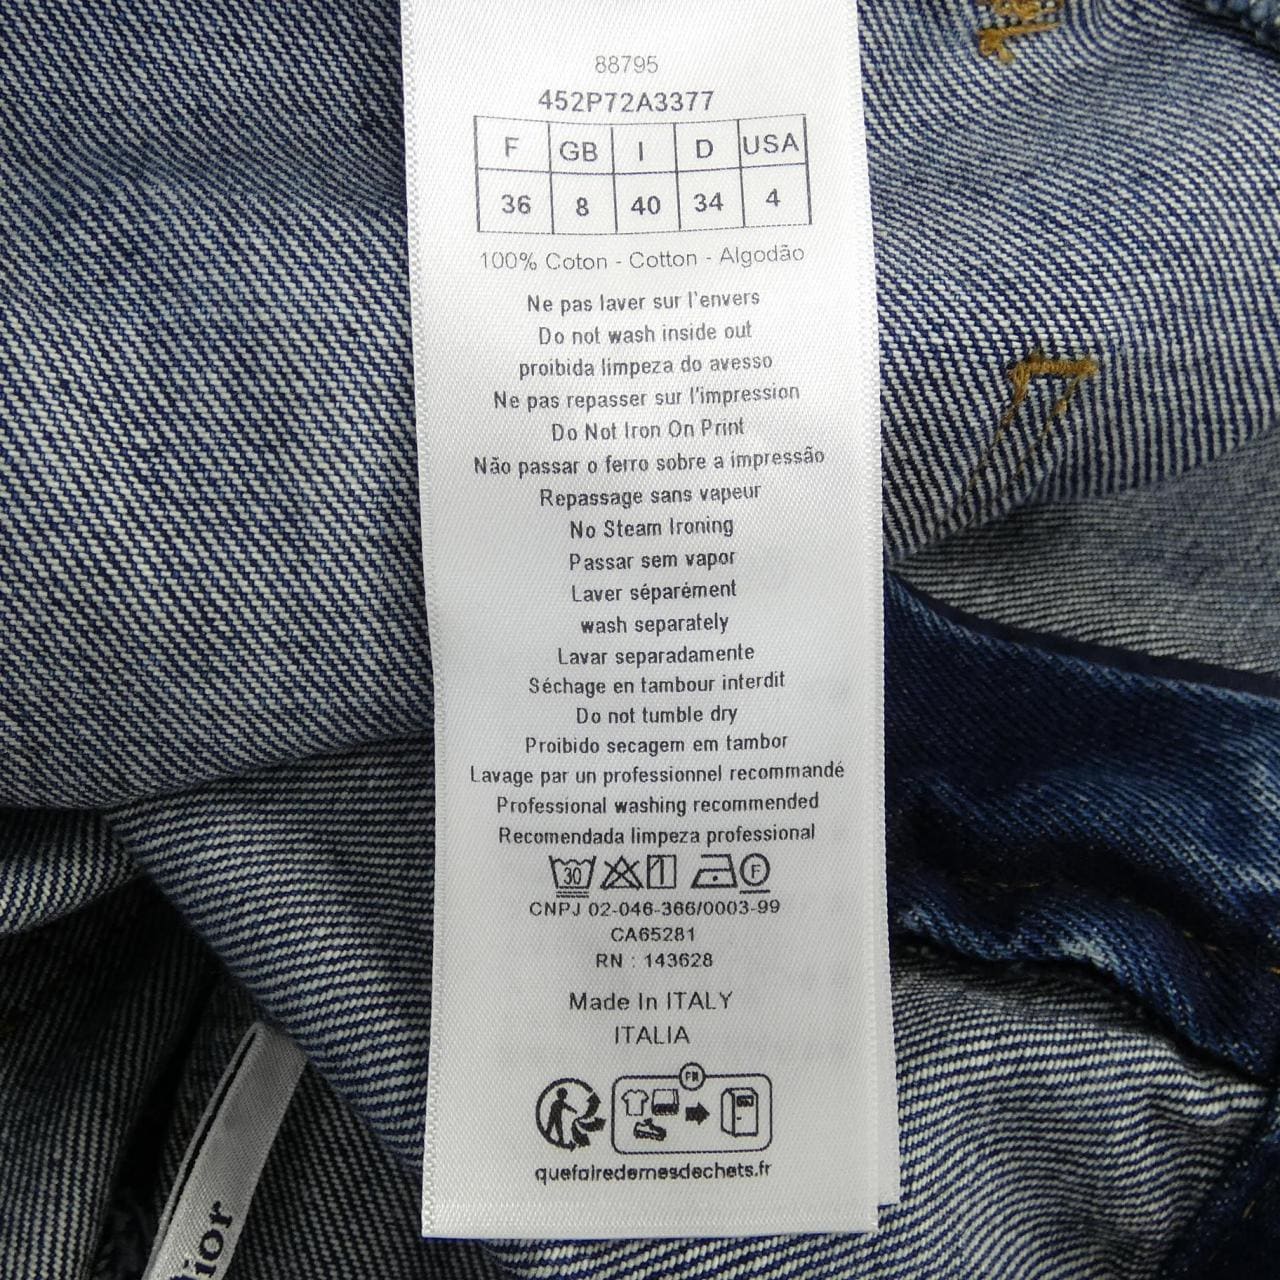 88795
452P72A3377
F GB I D USA
36 8 40 34 4
100% Coton - Cotton - Algodão
Ne pas laver sur l'envers
Do not wash inside out
proibida limpeza do avesso
Ne pas repasser sur l'impression
Do Not Iron On Print
Não passar o ferro sobre a impressão
Repassage sans vapeur
No Steam Ironing
Passar sem vapor
Laver séparément
wash separately
Lavar separadamente
Séchage en tambour interdit
Do not tumble dry
Proibido secagem em tambor
Lavage par un professionnel recommandé
Professional washing recommended
Recomendada limpeza professional
30 F
CNPJ 02-046-366/0003-99
CA65281
RN : 143628
Made In ITALY
ITALIA
FR
quefairedemesdechets.fr
ior